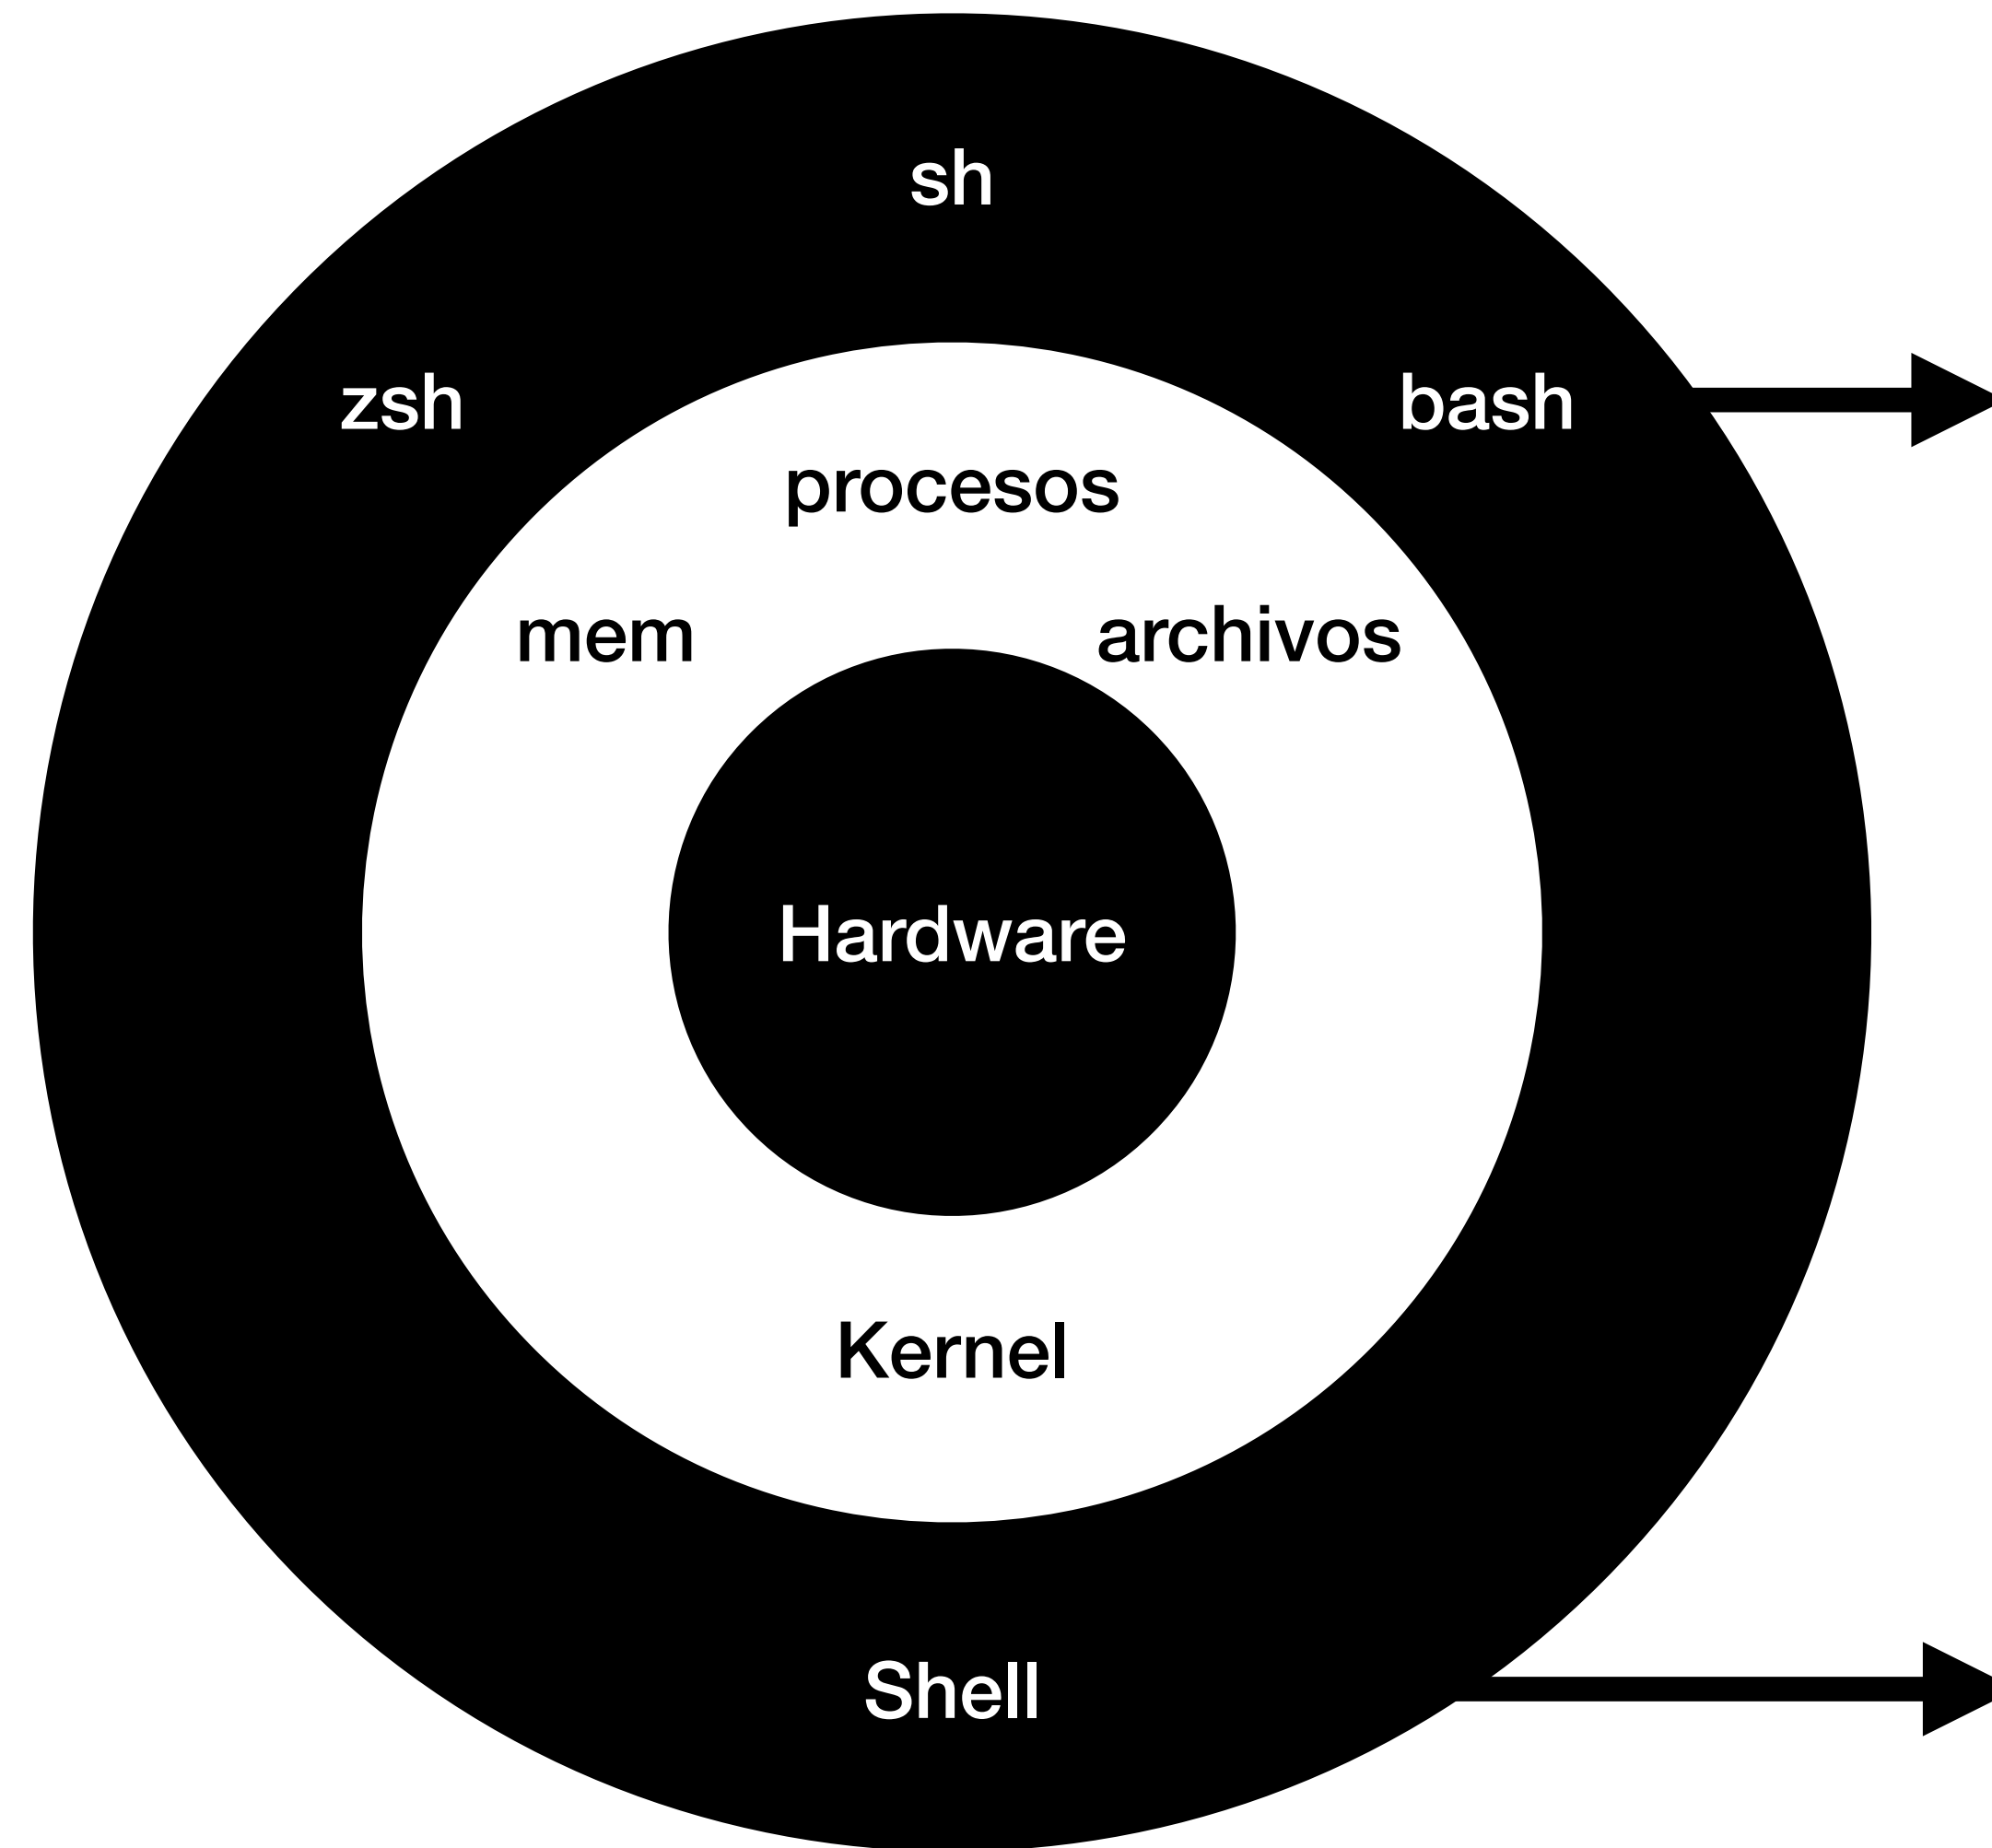 sh
zsh
bash
procesos
mem
archivos
Hardware
Kernel
Shell